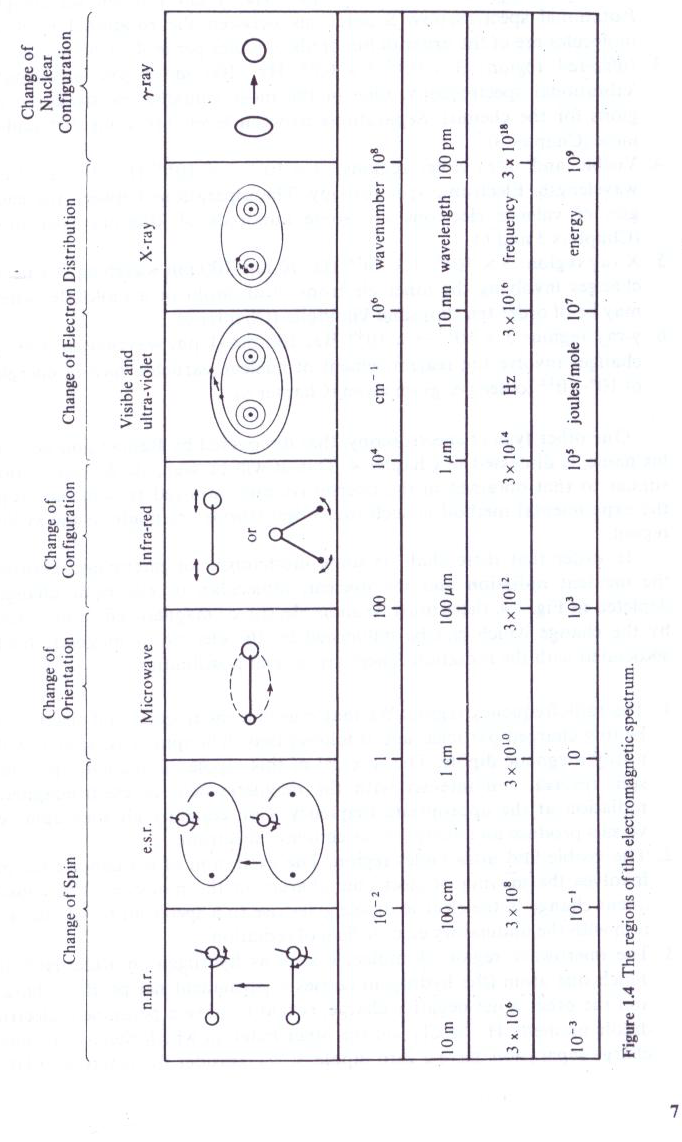 Change of Spin
Change of Orientation
Change of Configuration
Change of Electron Distribution
Change of Nuclear Configuration
n.m.r.
e.s.r.
Microwave
Infra-red
Visible and ultra-violet
X-ray
γ-ray
or
10⁻² 1 100 10⁴ cm⁻¹ 10⁶ wavenumber 10⁸
10 m 100 cm 1 cm 100 μm 1 μm 10 nm wavelength 100 pm
3 x 10⁶ 3 x 10⁸ 3 x 10¹⁰ 3 x 10¹² 3 x 10¹⁴ Hz 3 x 10¹⁶ frequency 3 x 10¹⁸
10⁻³ 10⁻¹ 10 10³ 10⁵ joules/mole 10⁷ energy 10⁹
Figure 1.4 The regions of the electromagnetic spectrum.
7